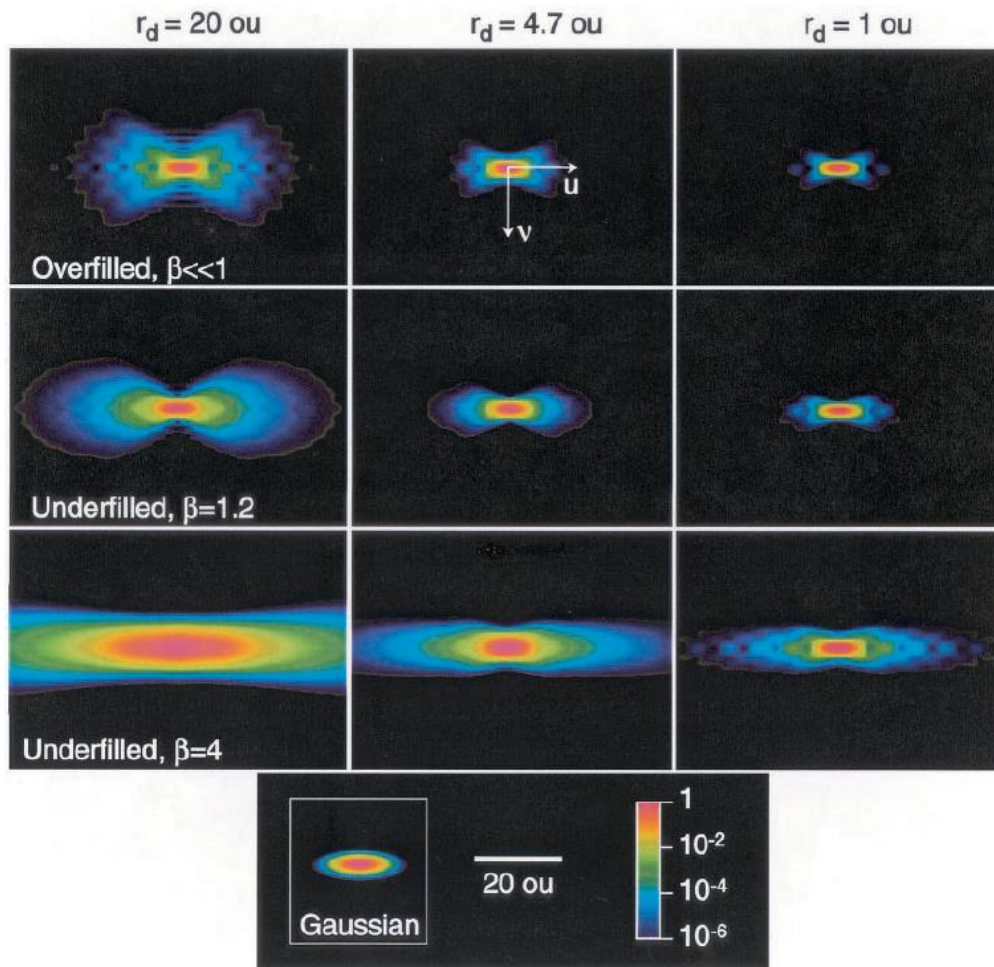 r_d = 20 ou
r_d = 4.7 ou
r_d = 1 ou
u
v
Overfilled, β<<1
Underfilled, β=1.2
Underfilled, β=4
Gaussian
20 ou
1
10^-2
10^-4
10^-6